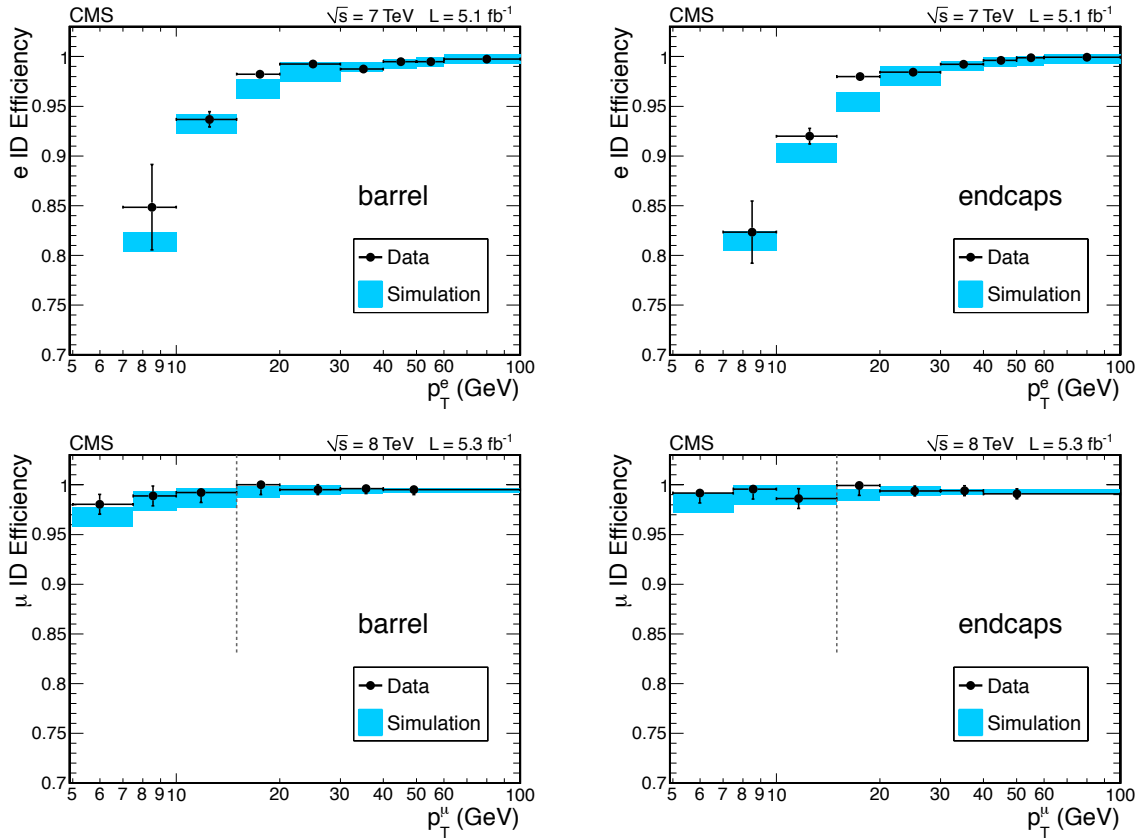 CMS √s = 7 TeV L = 5.1 fb⁻¹
e ID Efficiency
1
0.95
0.9
0.85
0.8
0.75
0.7
barrel
Data
Simulation
5 6 7 8 9 10 20 30 40 50 60 100
p_T^e (GeV)
CMS √s = 7 TeV L = 5.1 fb⁻¹
e ID Efficiency
1
0.95
0.9
0.85
0.8
0.75
0.7
endcaps
Data
Simulation
5 6 7 8 9 10 20 30 40 50 60 100
p_T^e (GeV)
CMS √s = 8 TeV L = 5.3 fb⁻¹
μ ID Efficiency
1
0.95
0.9
0.85
0.8
0.75
0.7
barrel
Data
Simulation
5 6 7 8 9 10 20 30 40 50 60 100
p_T^μ (GeV)
CMS √s = 8 TeV L = 5.3 fb⁻¹
μ ID Efficiency
1
0.95
0.9
0.85
0.8
0.75
0.7
endcaps
Data
Simulation
5 6 7 8 9 10 20 30 40 50 60 100
p_T^μ (GeV)